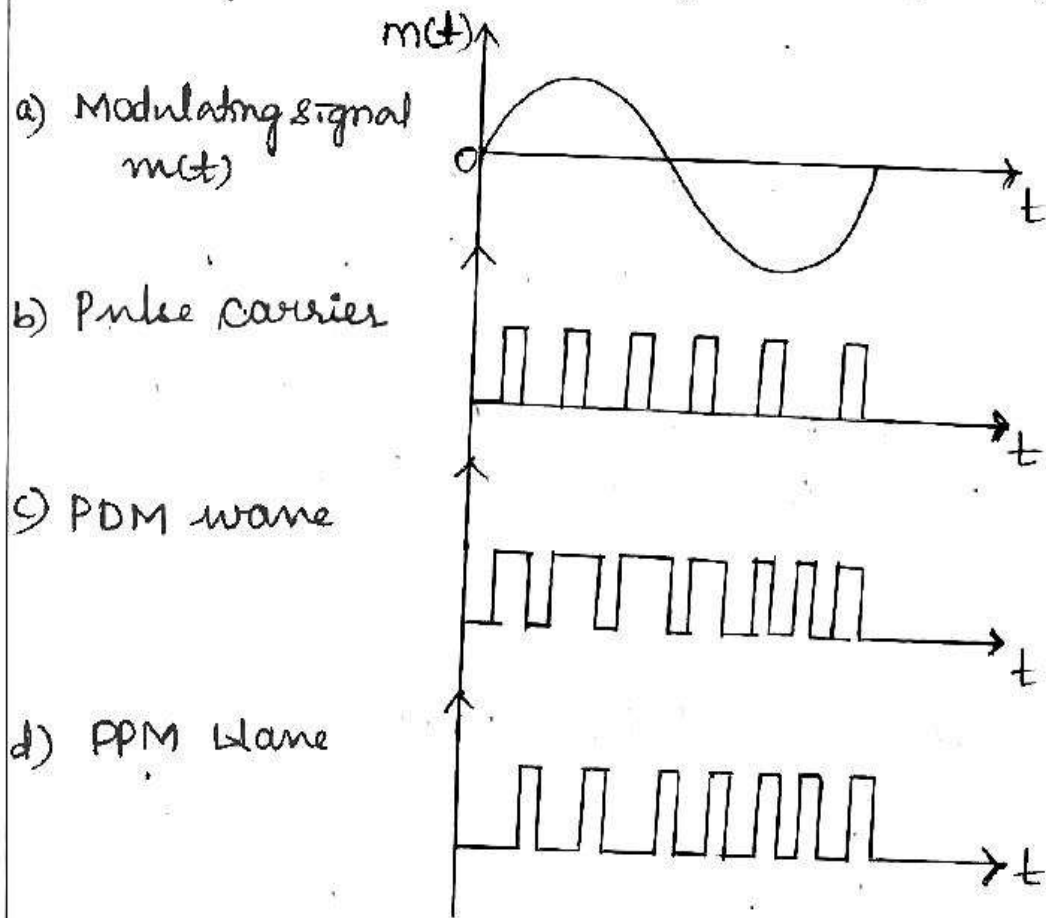 m(t)
a) Modulating signal
m(t)
0
t
b) Pulse carrier
t
c) PDM wave
t
d) PPM wave
t